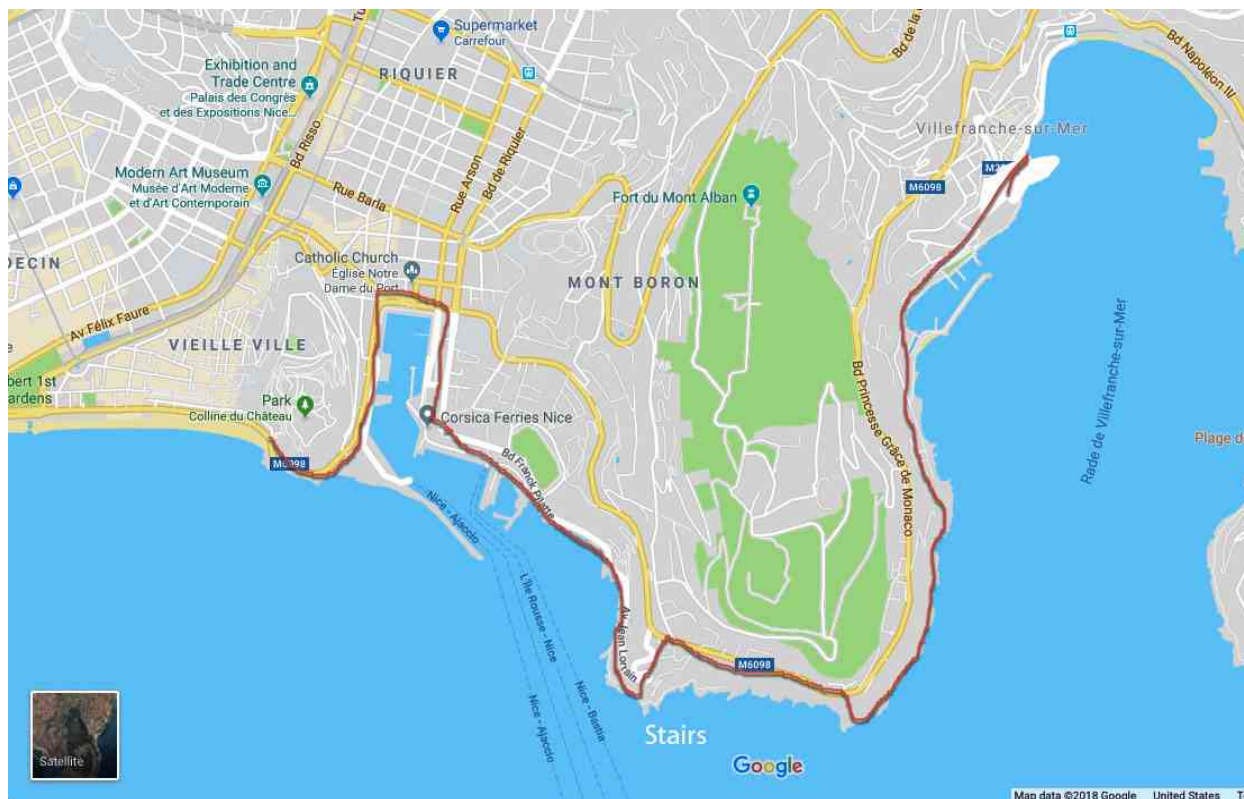 Supermarket
Carrefour
Exhibition and
Trade Centre
Palais des Congrès
et des Expositions Nice...
RIQUIER
Bd Risso
Modern Art Museum
Musée d'Art Moderne
et d'Art Contemporain
Rue Barla
Rue Arson
Bd de Riquier
Bd Napoléon III
Villefranche-sur-Mer
M6098
Fort du Mont Alban
Catholic Church
Église Notre
Dame du Port
MONT BORON
DECIN
Av Félix Faure
VIEILLE VILLE
bert 1st
ardens
Park
Colline du Château
M6098
Corsica Ferries Nice
Bd Franck Pilatte
Bd Princesse Grâce de Monaco
Rade de Villefranche-sur-Mer
Plage d
Nice - Ajaccio
L'Île Rousse - Nice
Nice - Bastia
Nice - Ajaccio
Av Jean Lorrain
M6098
Stairs
Satellite
Google
Map data ©2018 Google United States